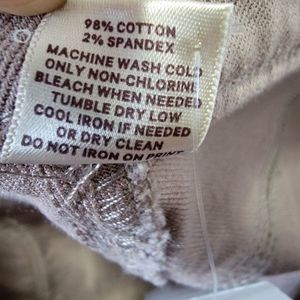 98% COTTON
2% SPANDEX
MACHINE WASH COLD
ONLY NON-CHLORINE
BLEACH WHEN NEEDED
TUMBLE DRY LOW
COOL IRON IF NEEDED
OR DRY CLEAN
DO NOT IRON ON PRINT